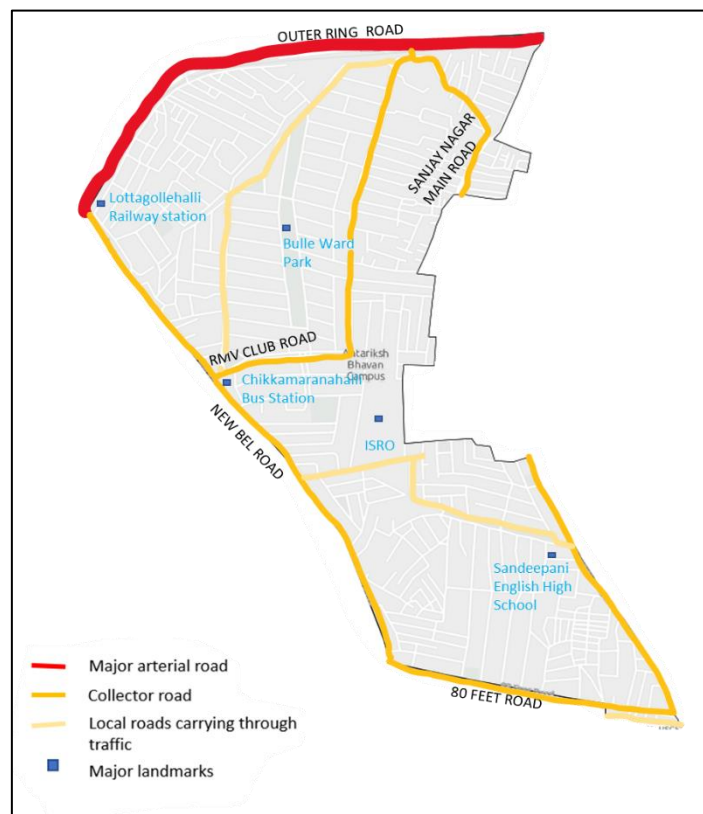 OUTER RING ROAD
SANJAY NAGAR
MAIN ROAD
Lottagollehalli
Railway station
Bulle Ward
Park
RMV CLUB ROAD
Antariksh
Bhavan
Campus
Chikkamaranahalli
Bus Station
NEW BEL ROAD
ISRO
Sandeepani
English High
School
80 FEET ROAD
Major arterial road
Collector road
Local roads carrying through
traffic
Major landmarks